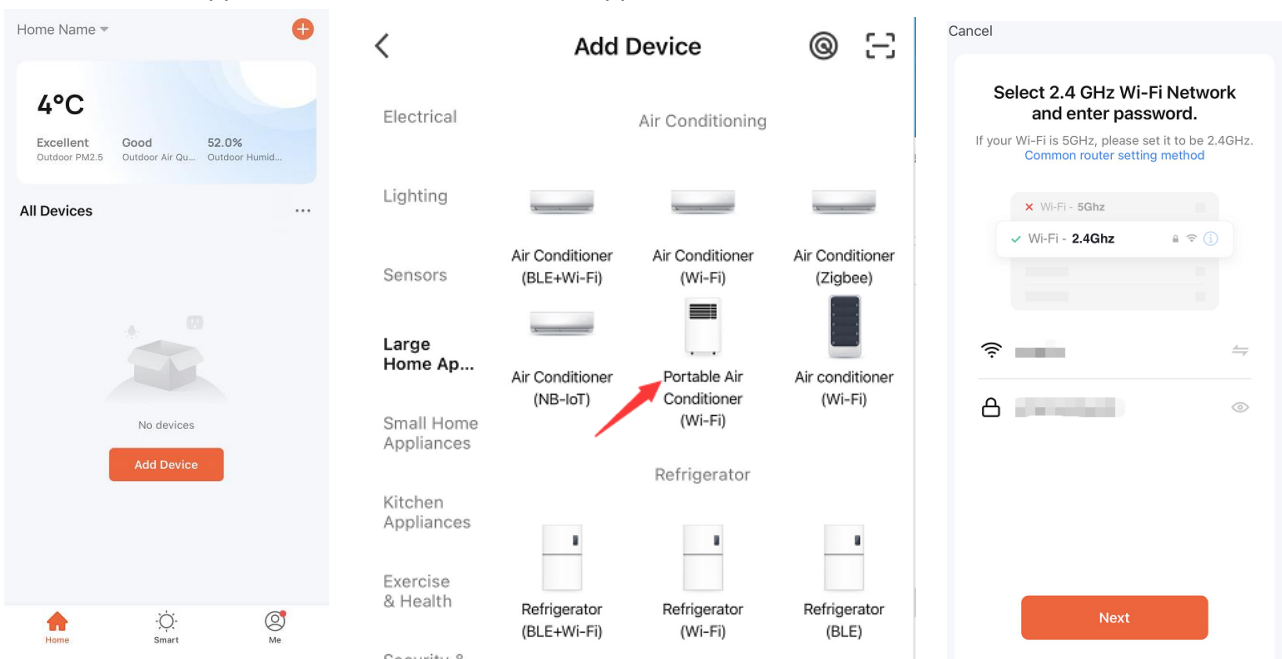 Home Name
4°C
Excellent Good 52.0%
Outdoor PM2.5 Outdoor Air Qu... Outdoor Humid...
All Devices
No devices
Add Device
Home Smart Me
Add Device
Electrical
Lighting
Sensors
Large
Home Ap...
Small Home
Appliances
Kitchen
Appliances
Exercise
& Health
Security &
Air Conditioning
Air Conditioner
(BLE+Wi-Fi)
Air Conditioner
(Wi-Fi)
Air Conditioner
(Zigbee)
Air Conditioner
(NB-IoT)
Portable Air
Conditioner
(Wi-Fi)
Air conditioner
(Wi-Fi)
Refrigerator
Refrigerator
(BLE+Wi-Fi)
Refrigerator
(Wi-Fi)
Refrigerator
(BLE)
Cancel
Select 2.4 GHz Wi-Fi Network
and enter password.
If your Wi-Fi is 5GHz, please set it to be 2.4GHz.
Common router setting method
Wi-Fi - 5Ghz
Wi-Fi - 2.4Ghz
Next